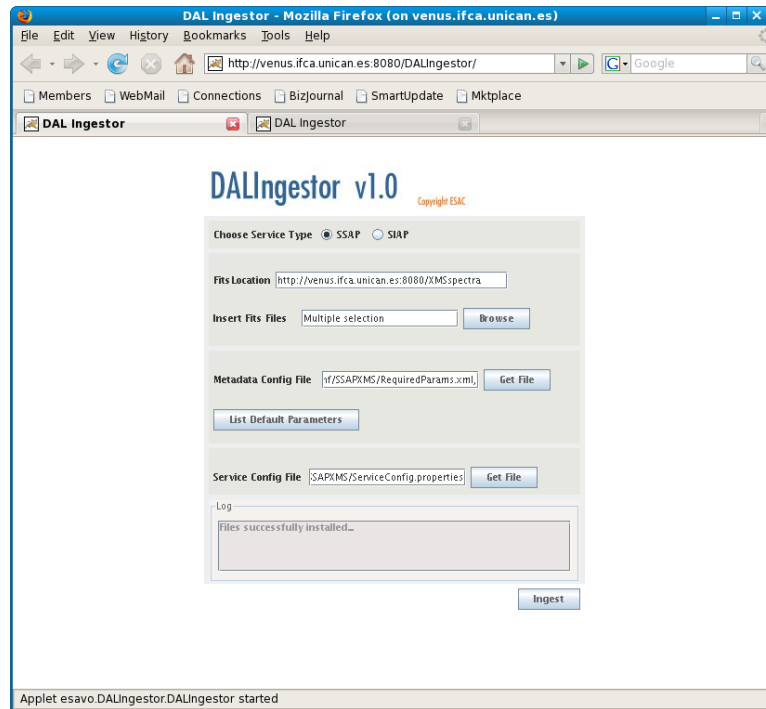 DAL Ingestor - Mozilla Firefox (on venus.ifca.unican.es)
File Edit View History Bookmarks Tools Help
http://venus.ifca.unican.es:8080/DALIngestor/ G Google
Members WebMail Connections BizJournal SmartUpdate Mktplace
DAL Ingestor DAL Ingestor
DALIngestor v1.0 Copyright ESAC
Choose Service Type SSAP SIAP
Fits Location http://venus.ifca.unican.es:8080/XMSspectra
Insert Fits Files Multiple selection Browse
Metadata Config File nf/SSAPXMS/RequiredParams.xml, Get File
List Default Parameters
Service Config File SSAPXMS/ServiceConfig.properties Get File
Log
Files successfully installed...
Ingest
Applet esavo.DALIngestor.DALIngestor started